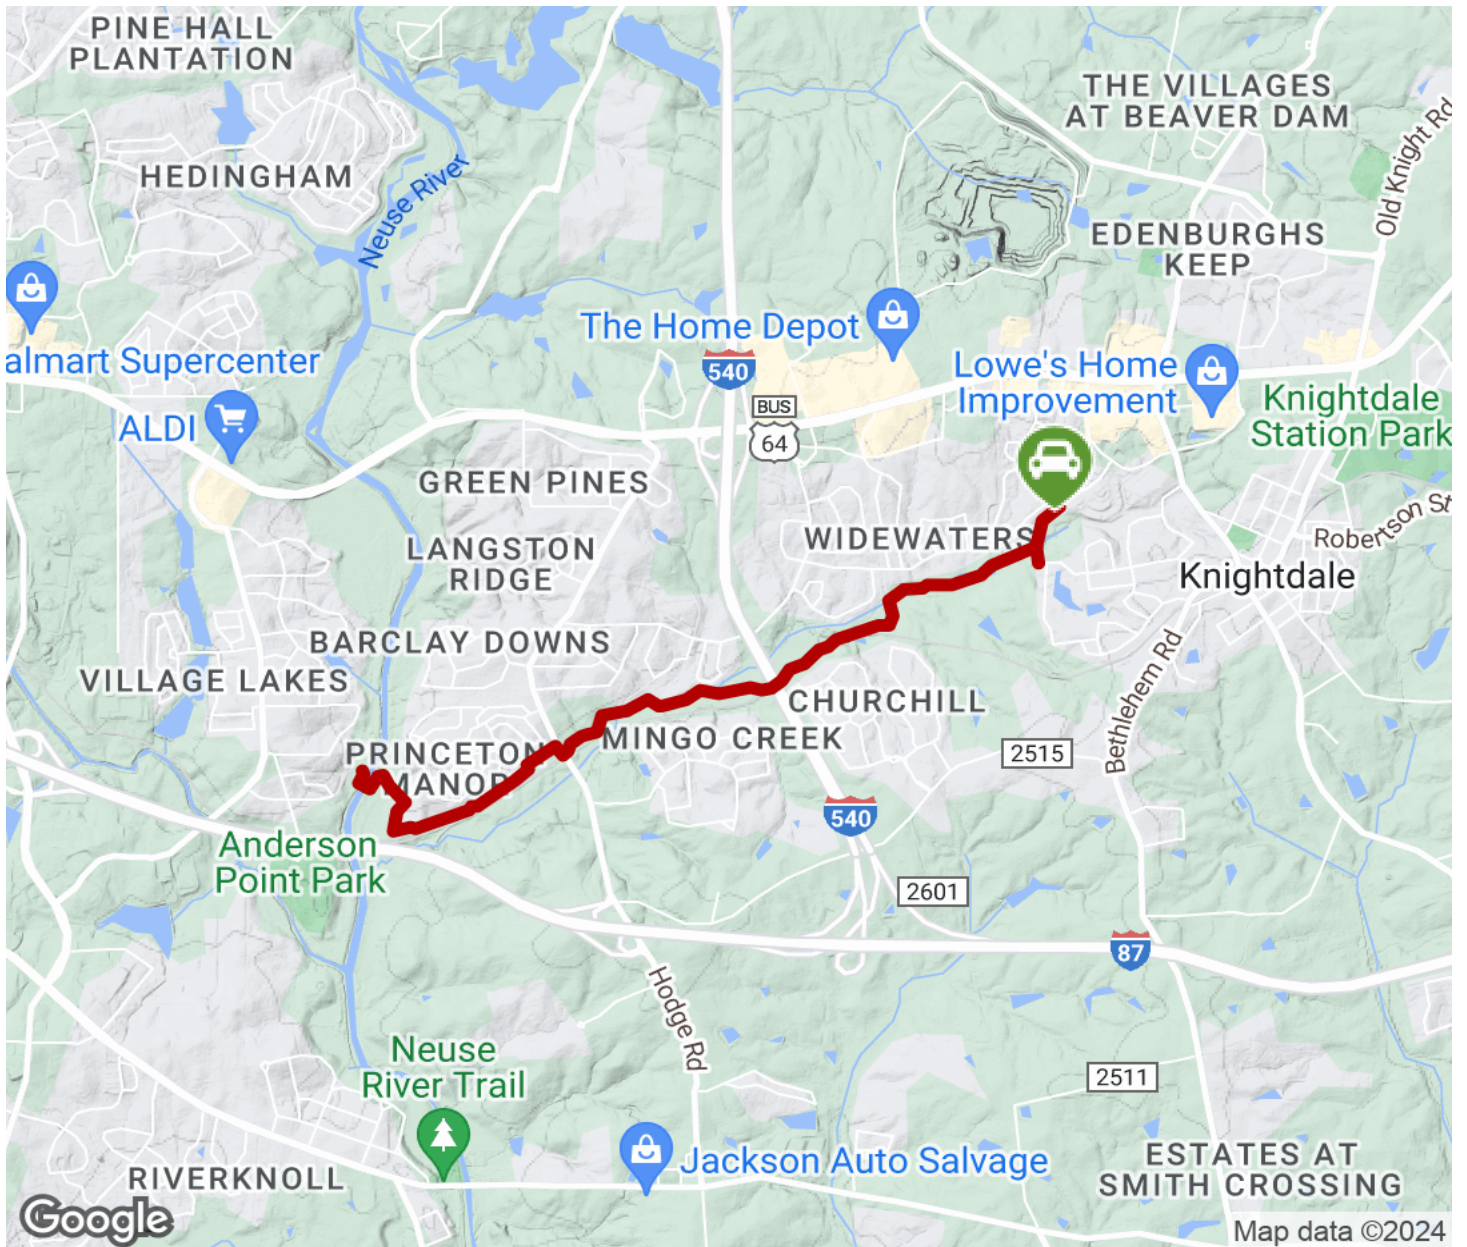 PINE HALL
PLANTATION
THE VILLAGES
AT BEAVER DAM
Old Knight Rd
HEDINGHAM
Neuse River
EDENBURGHS
KEEP
The Home Depot
almart Supercenter
540
Lowe's Home
Improvement
BUS
64
ALDI
Knightdale
Station Park
GREEN PINES
WIDEWATERS
Robertson St
LANGSTON
RIDGE
Knightdale
BARCLAY DOWNS
VILLAGE LAKES
Bethlehem Rd
CHURCHILL
MINGO CREEK
PRINCETON
MANOR
2515
540
Anderson
Point Park
2601
87
Hodge Rd
Neuse
River Trail
2511
Jackson Auto Salvage
ESTATES AT
SMITH CROSSING
RIVERKNOLL
Google
Map data ©2024